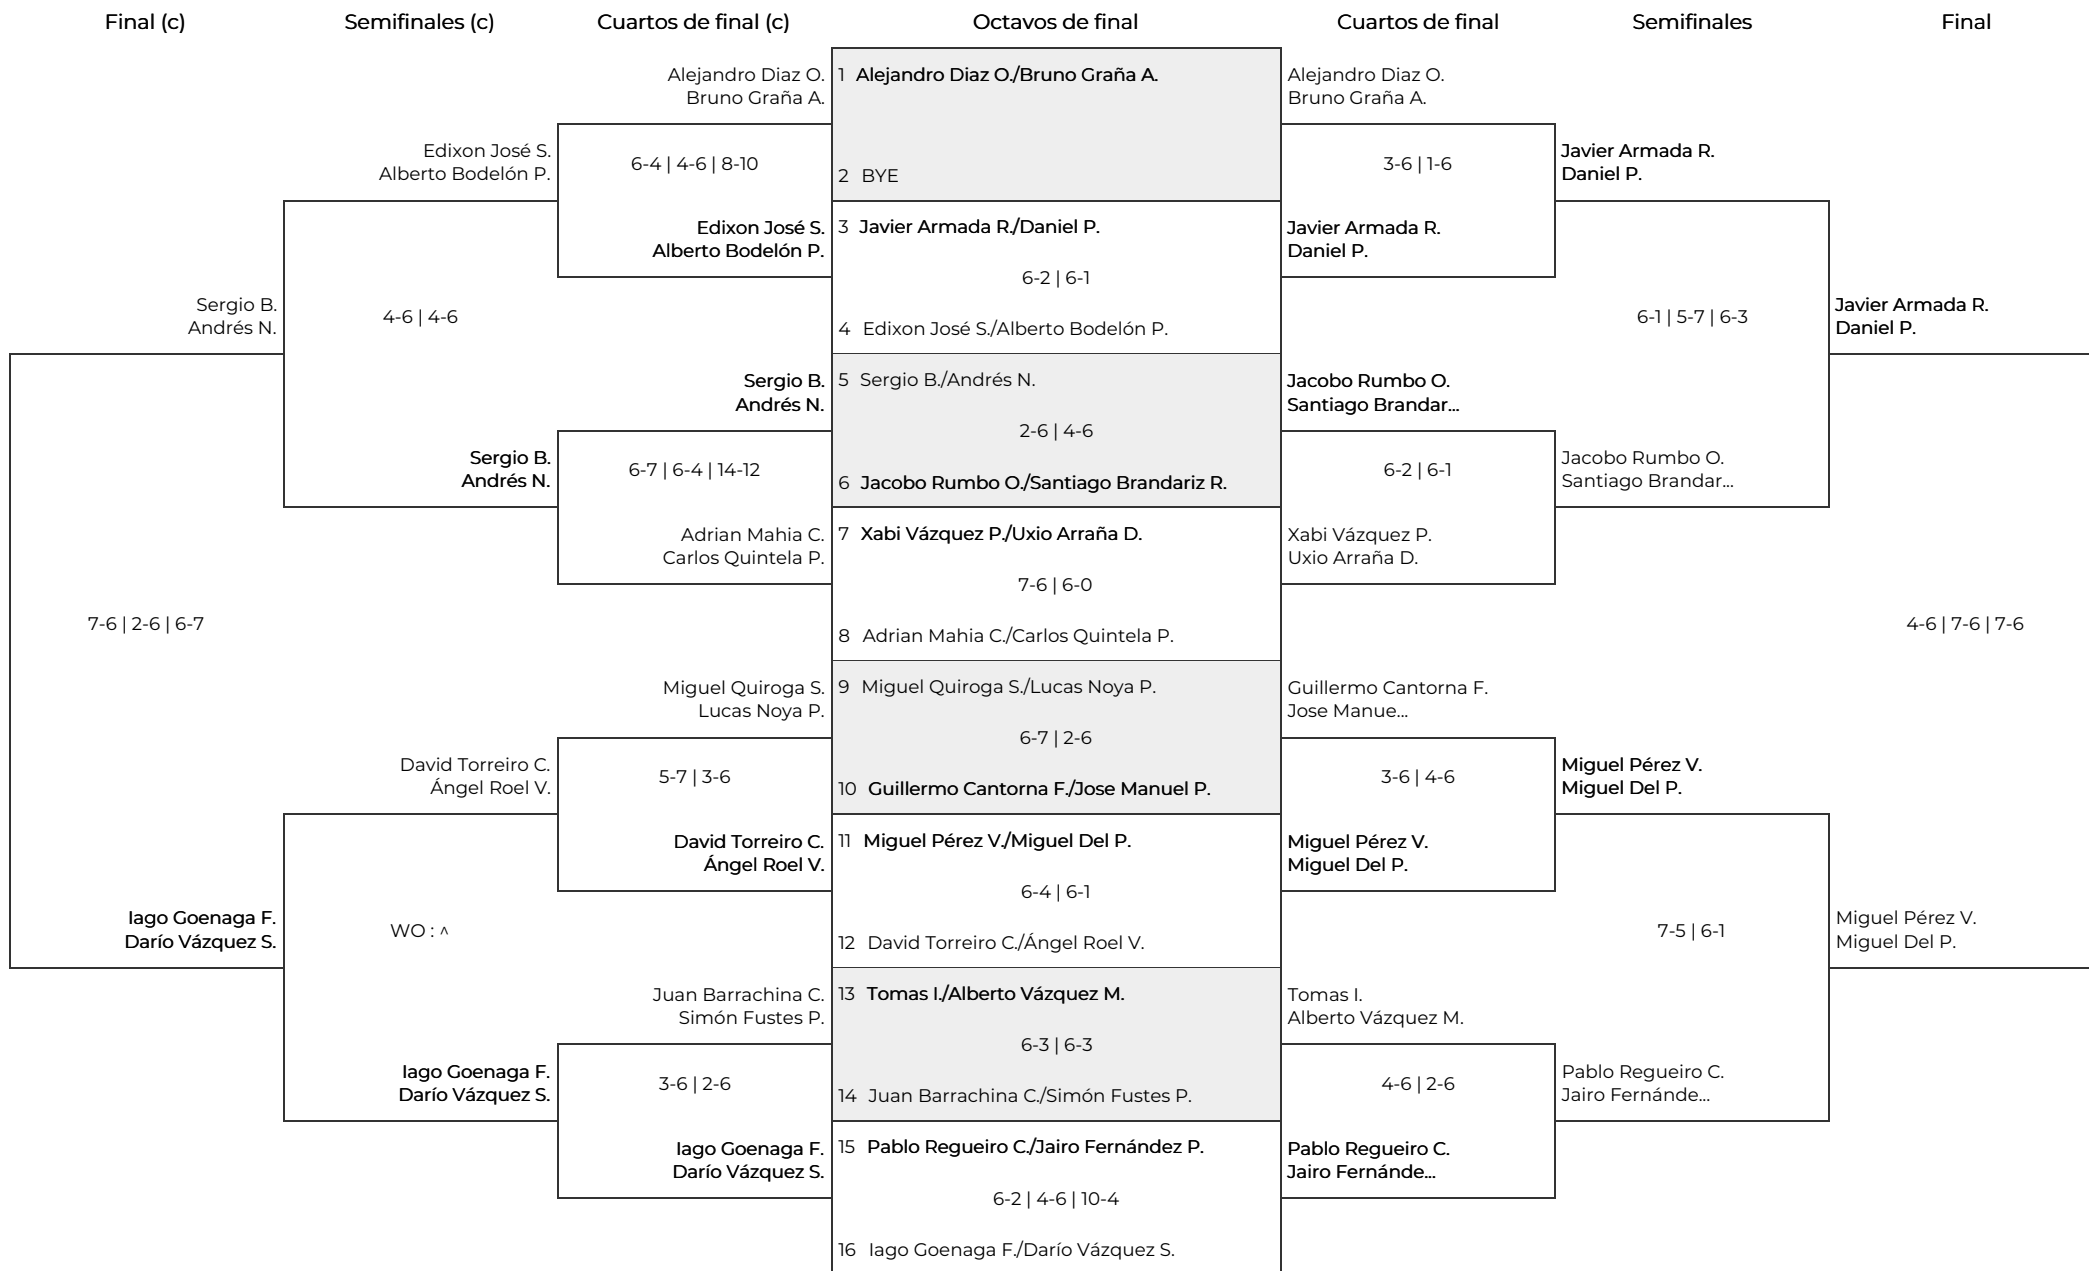 Final (c)
Semifinales (c)
Cuartos de final (c)
Octavos de final
Cuartos de final
Semifinales
Final
Sergio B.
Andrés N.
7-6 | 2-6 | 6-7
Iago Goenaga F.
Darío Vázquez S.
Edixon José S.
Alberto Bodelón P.
4-6 | 4-6
Sergio B.
Andrés N.
David Torreiro C.
Ángel Roel V.
WO : ^
Iago Goenaga F.
Darío Vázquez S.
Alejandro Diaz O.
Bruno Graña A.
6-4 | 4-6 | 8-10
Edixon José S.
Alberto Bodelón P.
Sergio B.
Andrés N.
6-7 | 6-4 | 14-12
Adrian Mahia C.
Carlos Quintela P.
Miguel Quiroga S.
Lucas Noya P.
5-7 | 3-6
David Torreiro C.
Ángel Roel V.
Juan Barrachina C.
Simón Fustes P.
3-6 | 2-6
Iago Goenaga F.
Darío Vázquez S.
1 Alejandro Diaz O./Bruno Graña A.
2 BYE
3 Javier Armada R./Daniel P.
6-2 | 6-1
4 Edixon José S./Alberto Bodelón P.
5 Sergio B./Andrés N.
2-6 | 4-6
6 Jacobo Rumbo O./Santiago Brandariz R.
7 Xabi Vázquez P./Uxio Arraña D.
7-6 | 6-0
8 Adrian Mahia C./Carlos Quintela P.
9 Miguel Quiroga S./Lucas Noya P.
6-7 | 2-6
10 Guillermo Cantorna F./Jose Manuel P.
11 Miguel Pérez V./Miguel Del P.
6-4 | 6-1
12 David Torreiro C./Ángel Roel V.
13 Tomas I./Alberto Vázquez M.
6-3 | 6-3
14 Juan Barrachina C./Simón Fustes P.
15 Pablo Regueiro C./Jairo Fernández P.
6-2 | 4-6 | 10-4
16 Iago Goenaga F./Darío Vázquez S.
Alejandro Diaz O.
Bruno Graña A.
3-6 | 1-6
Javier Armada R.
Daniel P.
Jacobo Rumbo O.
Santiago Brandar...
6-2 | 6-1
Xabi Vázquez P.
Uxio Arraña D.
Guillermo Cantorna F.
Jose Manue...
3-6 | 4-6
Miguel Pérez V.
Miguel Del P.
Tomas I.
Alberto Vázquez M.
4-6 | 2-6
Pablo Regueiro C.
Jairo Fernánde...
Javier Armada R.
Daniel P.
6-1 | 5-7 | 6-3
Jacobo Rumbo O.
Santiago Brandar...
Miguel Pérez V.
Miguel Del P.
7-5 | 6-1
Pablo Regueiro C.
Jairo Fernánde...
Javier Armada R.
Daniel P.
4-6 | 7-6 | 7-6
Miguel Pérez V.
Miguel Del P.